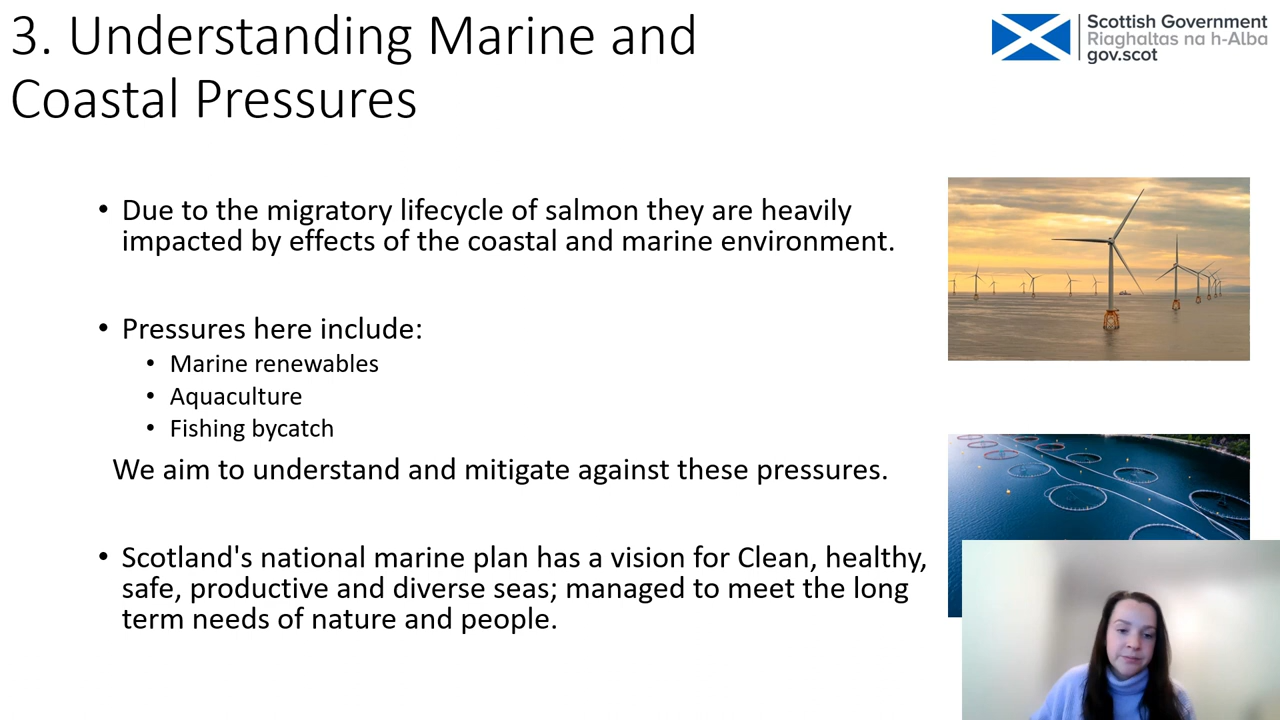 3. Understanding Marine and
Coastal Pressures
Scottish Government
Riaghaltas na h-Alba
gov.scot
• Due to the migratory lifecycle of salmon they are heavily
impacted by effects of the coastal and marine environment.
• Pressures here include:
• Marine renewables
• Aquaculture
• Fishing bycatch
We aim to understand and mitigate against these pressures.
• Scotland's national marine plan has a vision for Clean, healthy,
safe, productive and diverse seas; managed to meet the long
term needs of nature and people.